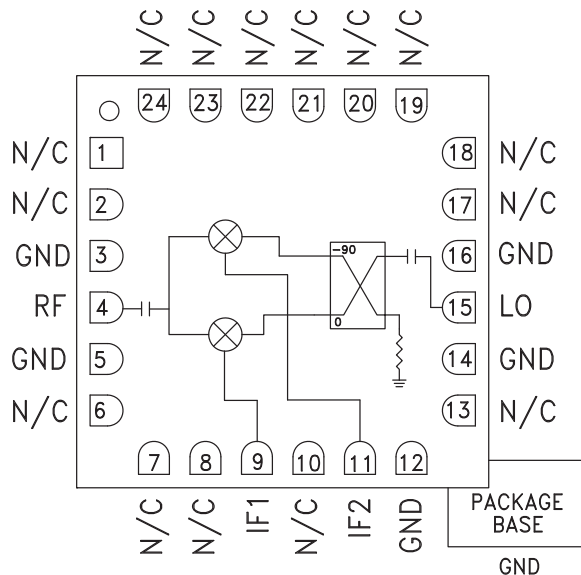 N/C N/C N/C N/C N/C N/C
24 23 22 21 20 19
N/C 1 18 N/C
N/C 2 17 N/C
GND 3 -90 16 GND
RF 4 0 15 LO
GND 5 14 GND
N/C 6 13 N/C
7 8 9 10 11 12
N/C N/C IF1 N/C IF2 GND
PACKAGE
BASE
GND